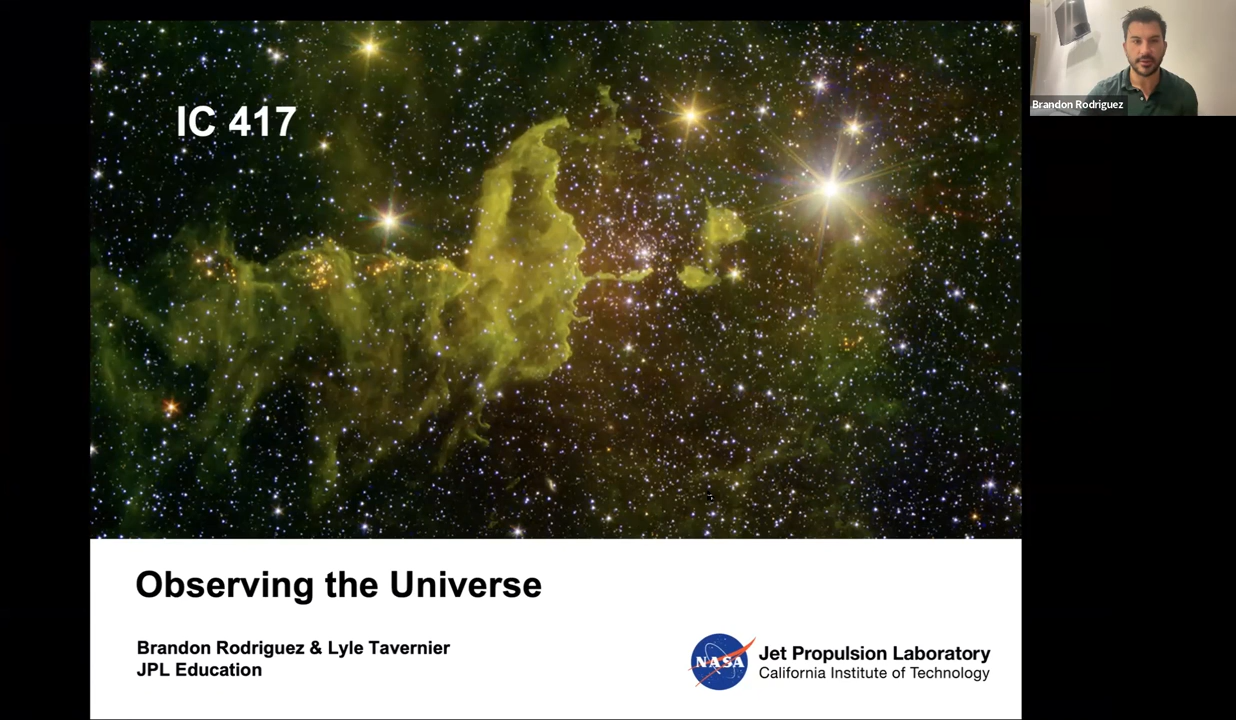 IC 417
Brandon Rodriguez
Observing the Universe
Brandon Rodriguez & Lyle Tavernier
JPL Education
NASA
Jet Propulsion Laboratory
California Institute of Technology